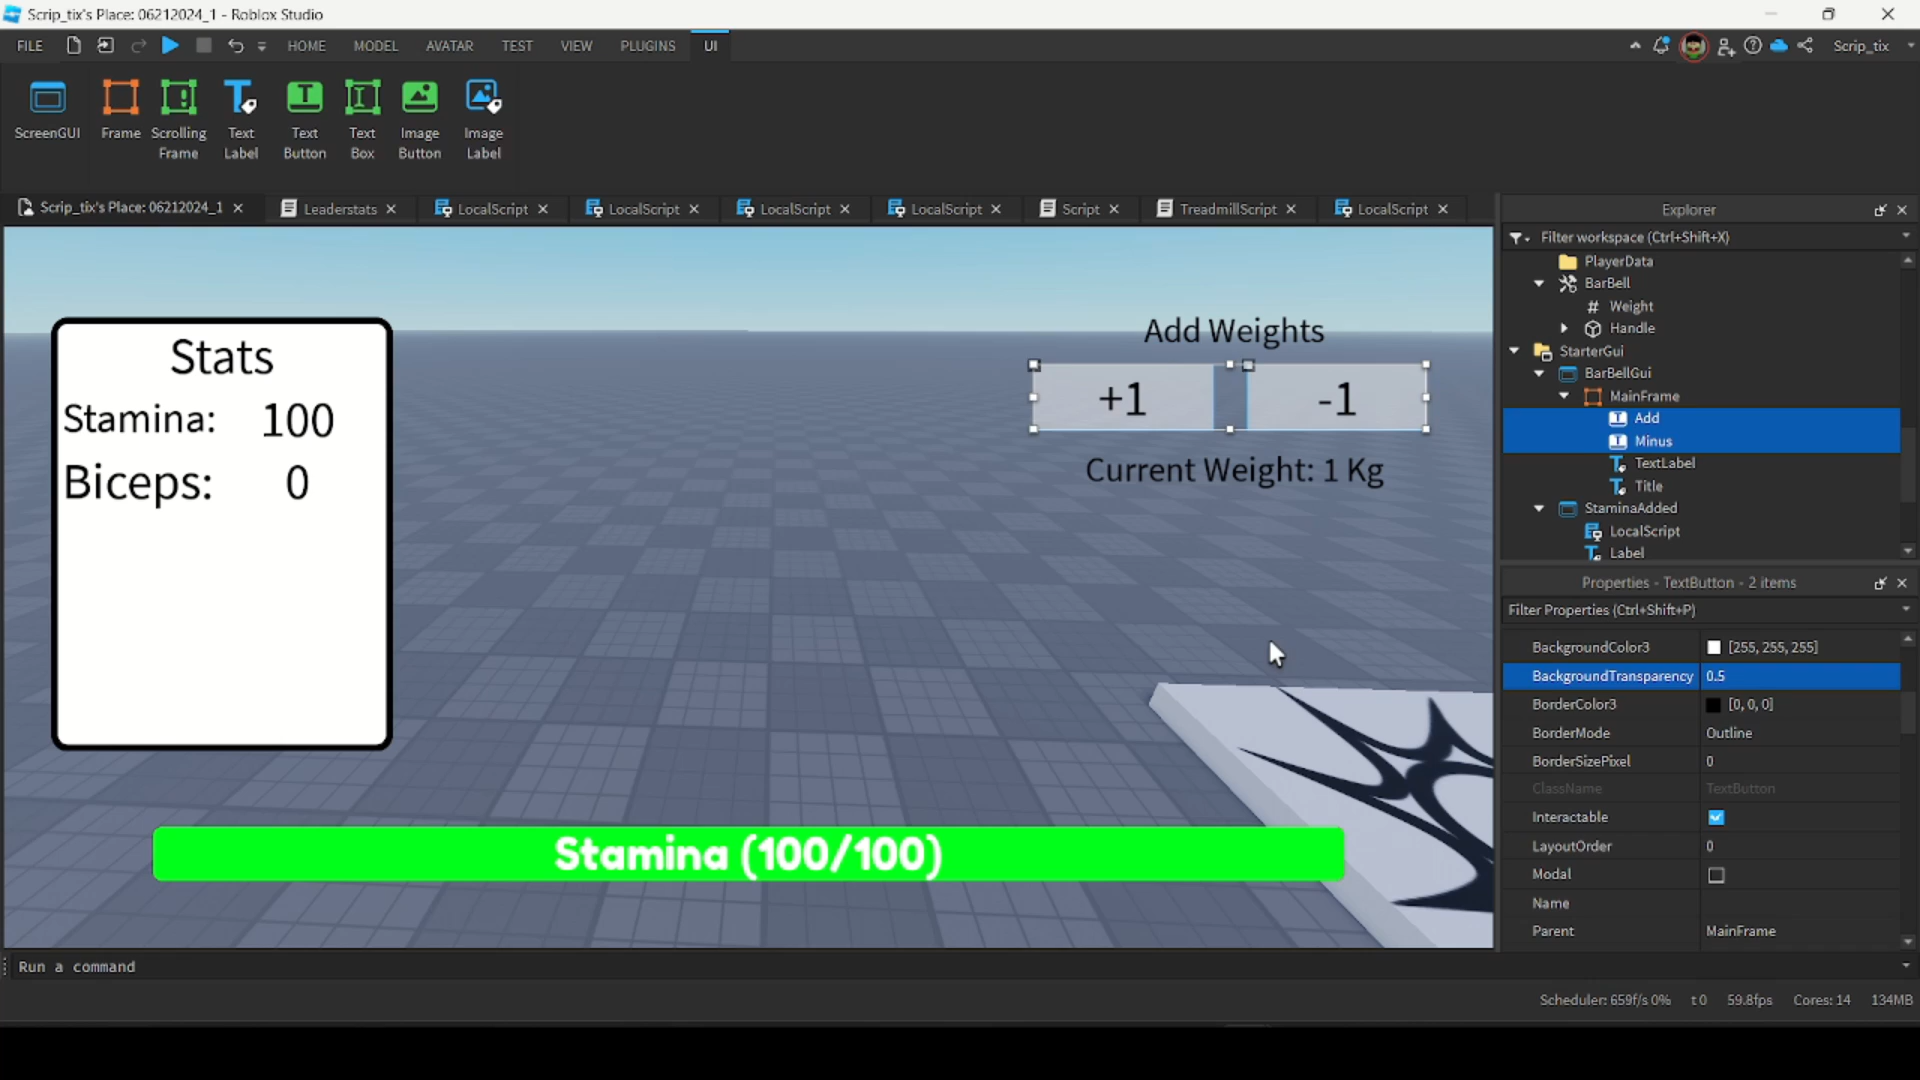 Scrip_tix's Place: 06212024_1 - Roblox Studio
FILE HOME MODEL AVATAR TEST VIEW PLUGINS UI Scrip_tix
ScreenGUI Frame Scrolling Frame Text Label Text Button Text Box Image Button Image Label
Scrip_tix's Place: 06212024_1 Leaderstats LocalScript LocalScript LocalScript LocalScript Script TreadmillScript LocalScript
Explorer
Filter workspace (Ctrl+Shift+X)
PlayerData
BarBell
Weight
Handle
StarterGui
BarBellGui
MainFrame
Add
Minus
TextLabel
Title
StaminaAdded
LocalScript
Label
Stats
Stamina: 100
Biceps: 0
Add Weights
+1 -1
Current Weight: 1 Kg
Stamina (100/100)
Properties - TextButton - 2 items
Filter Properties (Ctrl+Shift+P)
BackgroundColor3 [255, 255, 255]
BackgroundTransparency 0.5
BorderColor3 [0, 0, 0]
BorderMode Outline
BorderSizePixel 0
ClassName TextButton
Interactable
LayoutOrder 0
Modal
Name
Parent MainFrame
Run a command
Scheduler: 659f/s 0% t 0 59.8fps Cores: 14 134MB